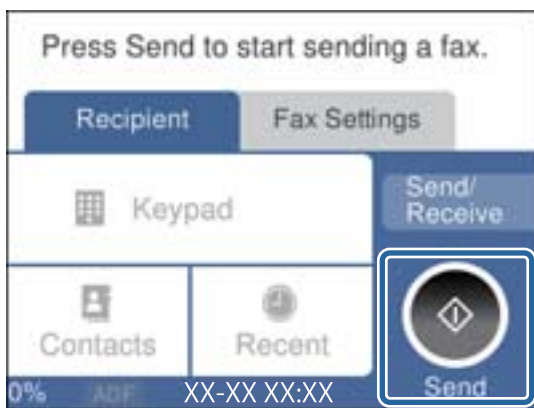 Press Send to start sending a fax.
Recipient
Fax Settings
Keypad
Send/
Receive
Contacts
Recent
Send
0%
ADF
XX-XX XX:XX